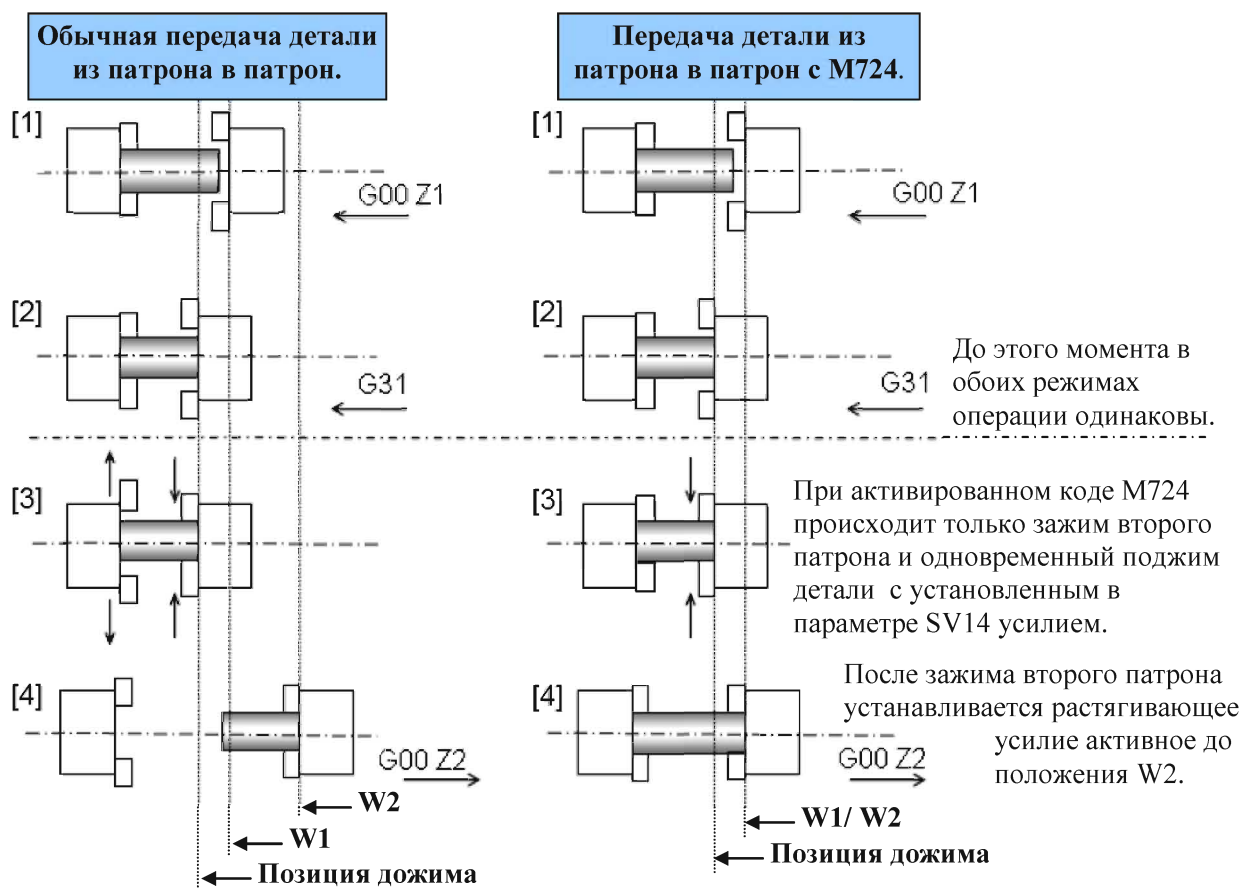 Обычная передача детали
из патрона в патрон.
[1]
G00 Z1
[2]
G31
[3]
[4]
G00 Z2
W2
W1
Позиция дожима
Передача детали из
патрона в патрон с М724.
[1]
G00 Z1
[2]
G31
До этого момента в
обоих режимах
операции одинаковы.
[3]
При активированном коде М724
происходит только зажим второго
патрона и одновременный поджим
детали с установленным в
параметре SV14 усилием.
[4]
После зажима второго патрона
устанавливается растягивающее
усилие активное до
положения W2.
G00 Z2
W1/ W2
Позиция дожима